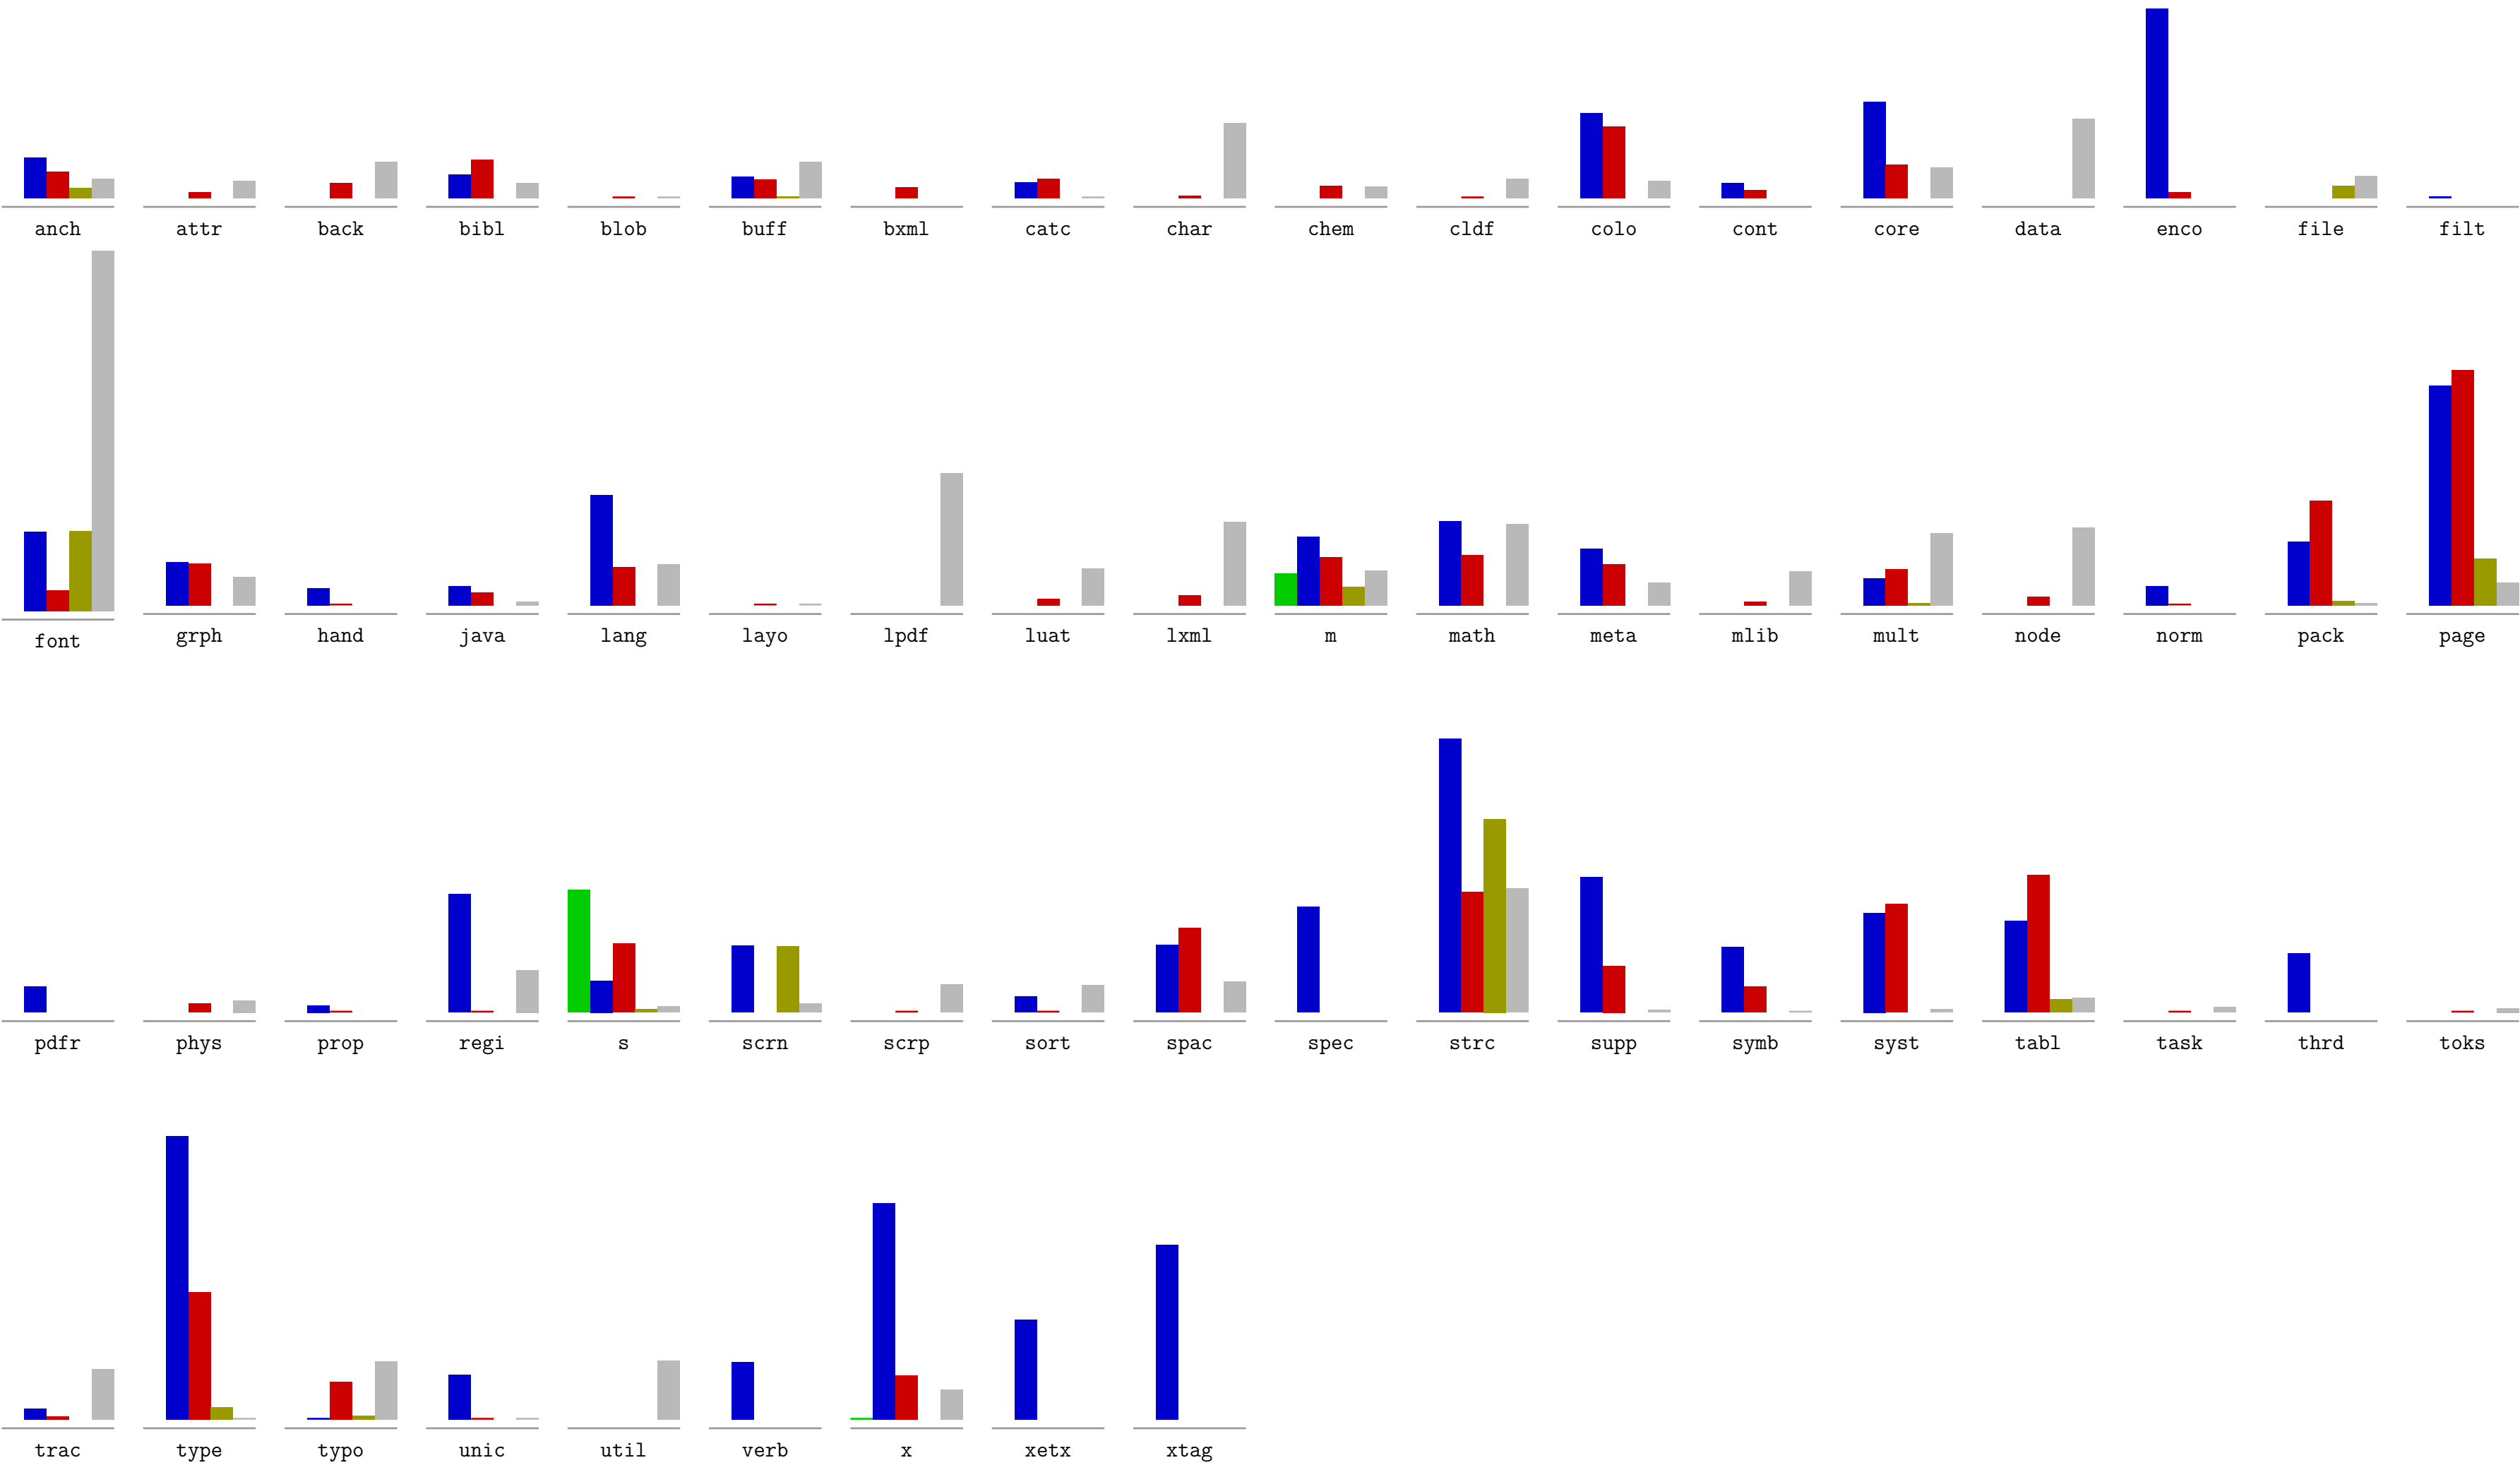 anch attr back bibl blob buff bxml catc char chem cldf colo cont core data enco file filt
font grph hand java lang layo lpdf luat lxml m math meta mlib mult node norm pack page
pdfr phys prop regi s scrn scrp sort spac spec strc supp symb syst tabl task thrd toks
trac type typo unic util verb x xetx xtag